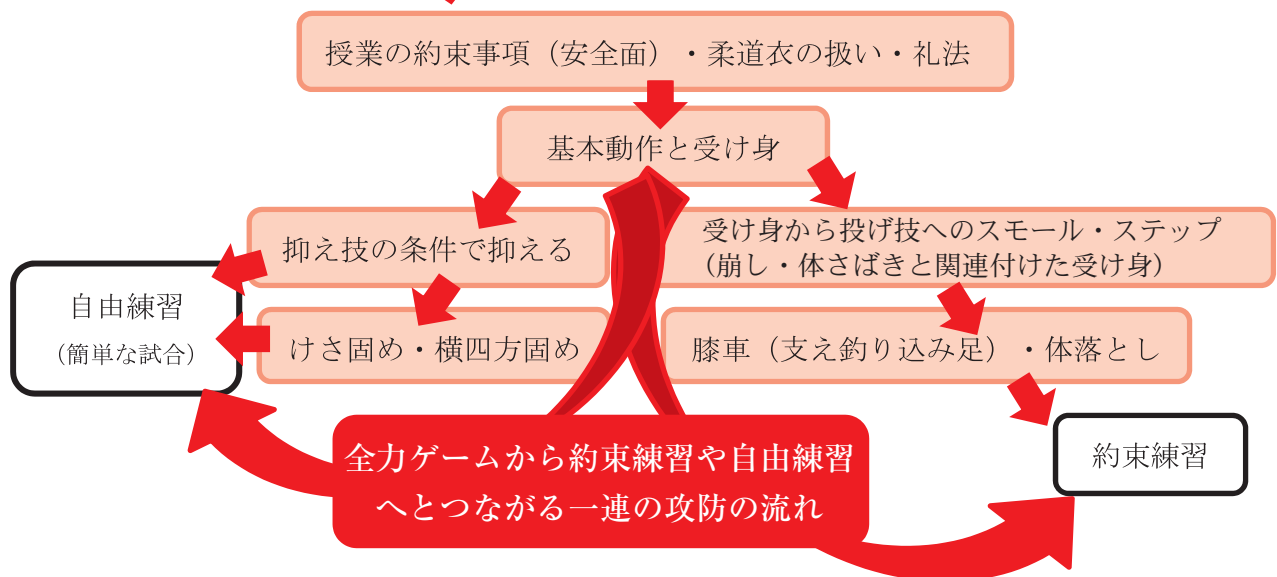 授業の約束事項（安全面）・柔道衣の扱い・礼法
基本動作と受け身
抑え技の条件で抑える
受け身から投げ技へのスモール・ステップ
（崩し・体さばきと関連付けた受け身）
自由練習
（簡単な試合）
けさ固め・横四方固め
膝車（支え釣り込み足）・体落とし
全力ゲームから約束練習や自由練習
へとつながる一連の攻防の流れ
約束練習